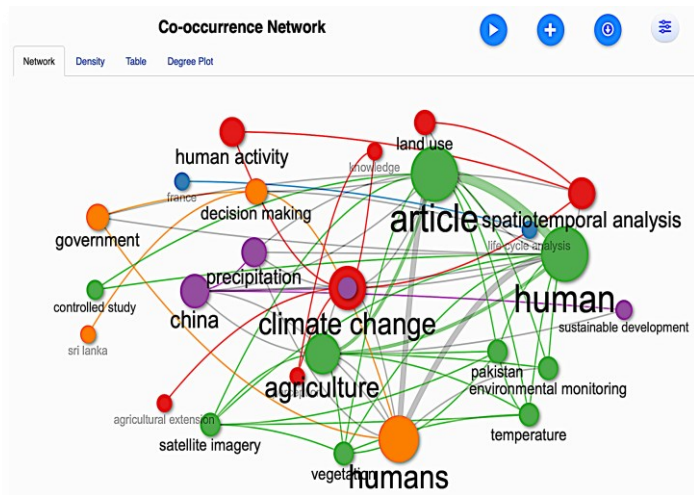 Co-occurrence Network
Network
Density
Table
Degree Plot
land use
human activity
knowledge
france
decision making
article
spatiotemporal analysis
government
life cycle analysis
precipitation
human
controlled study
china
climate change
sustainable development
sri lanka
pakistan
agriculture
environmental monitoring
agricultural extension
temperature
satellite imagery
vegetation
humans